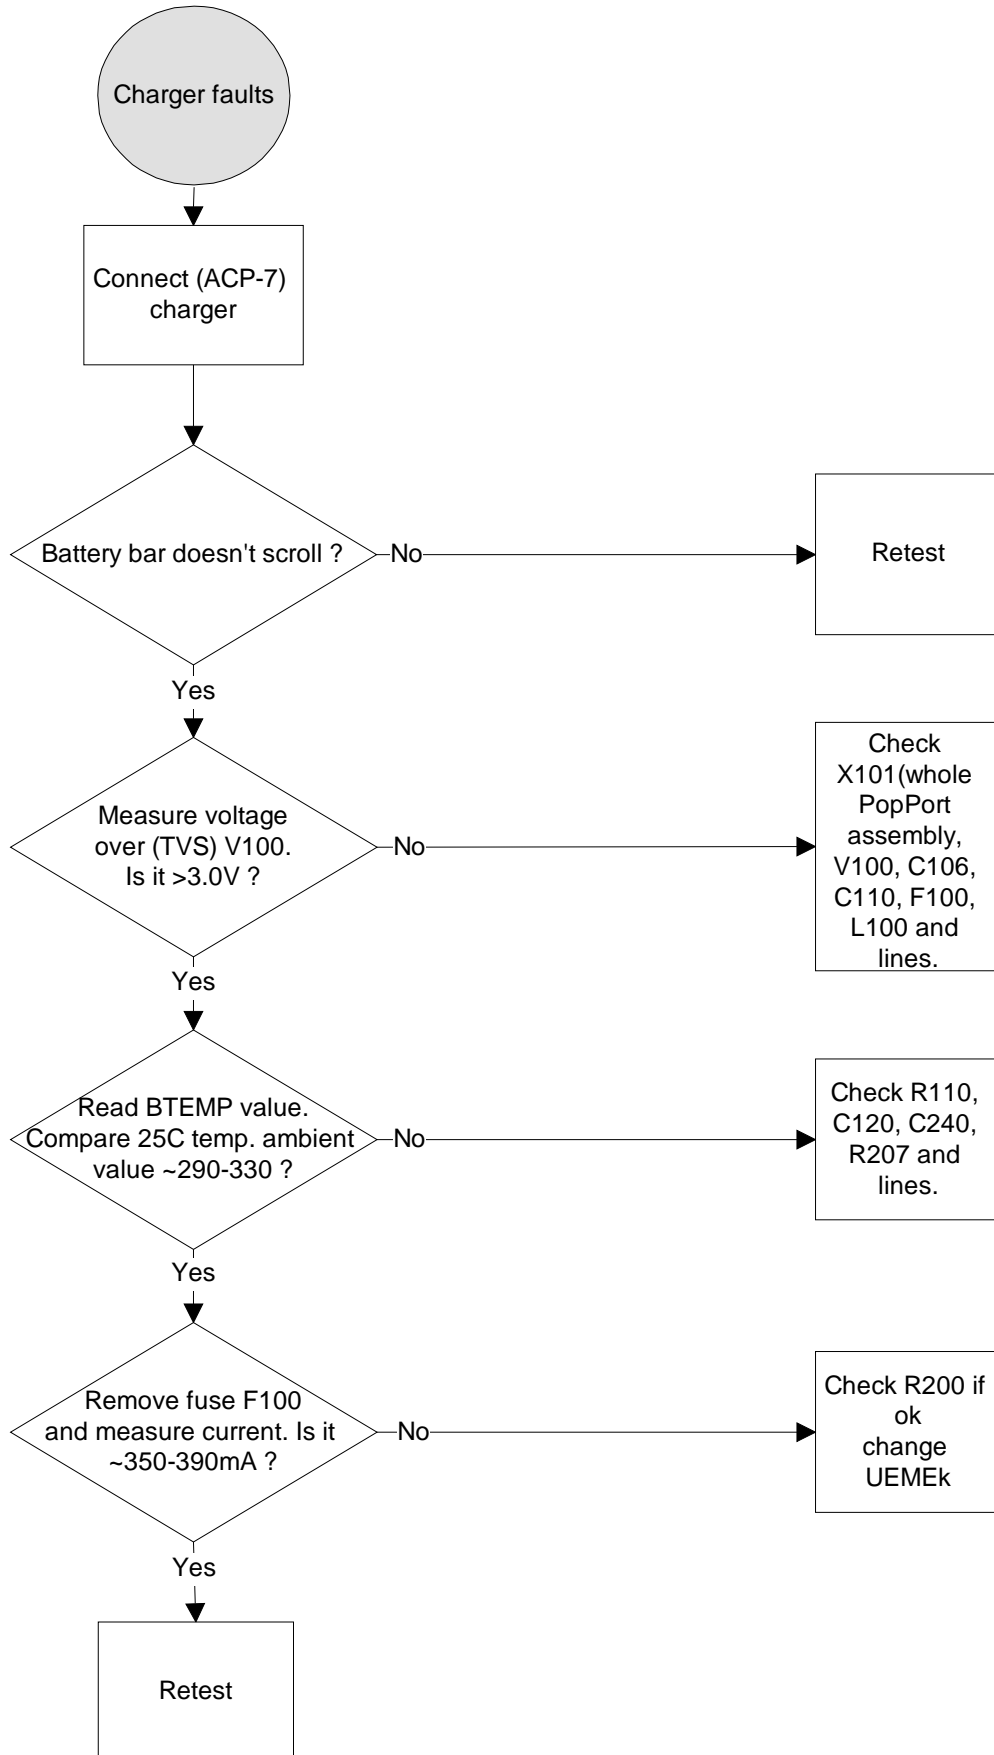 Charger faults
Connect (ACP-7)
charger
Battery bar doesn't scroll ?
No
Retest
Yes
Measure voltage
over (TVS) V100.
Is it >3.0V ?
No
Check
X101(whole
PopPort
assembly,
V100, C106,
C110, F100,
L100 and
lines.
Yes
Read BTEMP value.
Compare 25C temp. ambient
value ~290-330 ?
No
Check R110,
C120, C240,
R207 and
lines.
Yes
Remove fuse F100
and measure current. Is it
~350-390mA ?
No
Check R200 if
ok
change
UEMEk
Yes
Retest